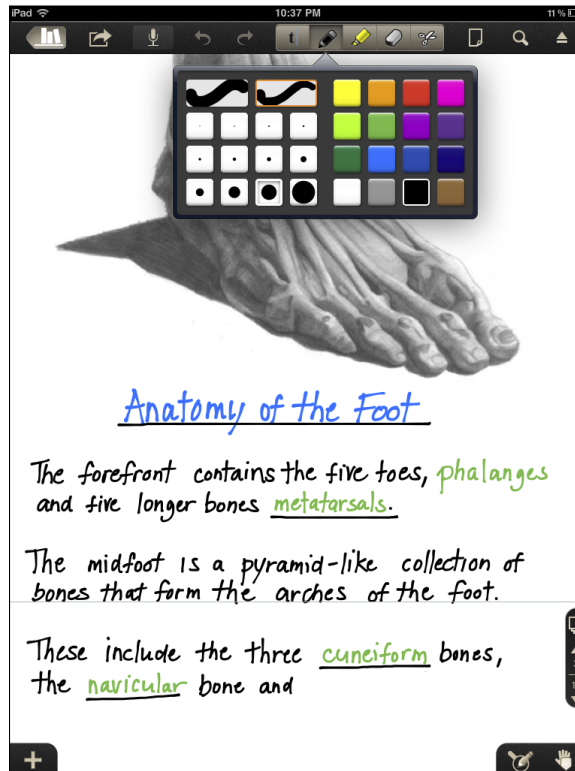 iPad
10:37 PM
11 %
t
Anatomy of the Foot
The forefront contains the five toes, phalanges
and five longer bones metatarsals.
The midfoot is a pyramid-like collection of
bones that form the arches of the foot.
These include the three cuneiform bones,
the navicular bone and